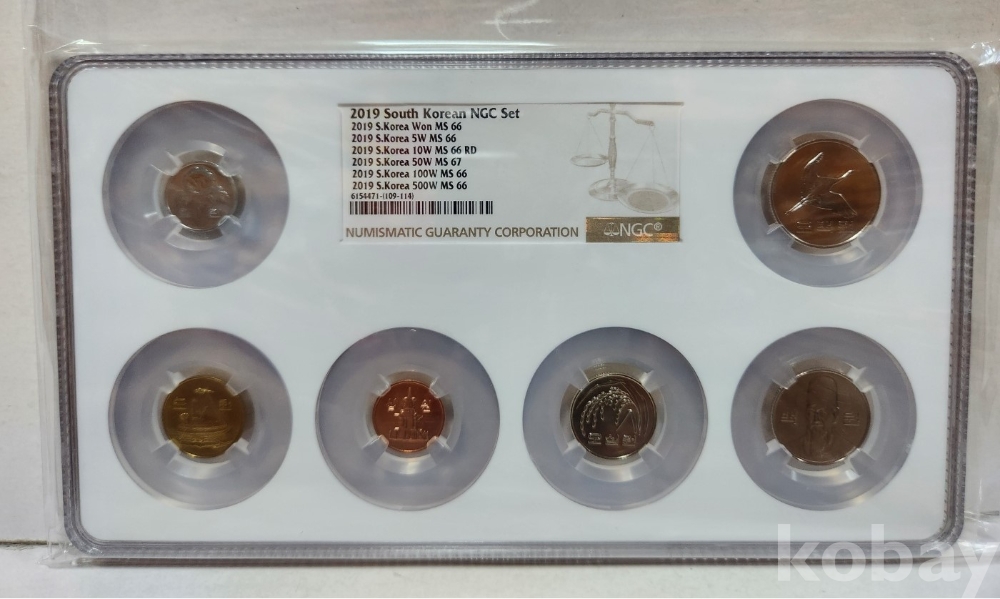 2019 South Korean NGC Set
2019 S.Korea Won MS 66
2019 S.Korea 5W MS 66
2019 S.Korea 10W MS 66 RD
2019 S.Korea 50W MS 67
2019 S.Korea 100W MS 66
2019 S.Korea 500W MS 66
6154471-(109-114)
NUMISMATIC GUARANTY CORPORATION
NGC®
백 원
kobay